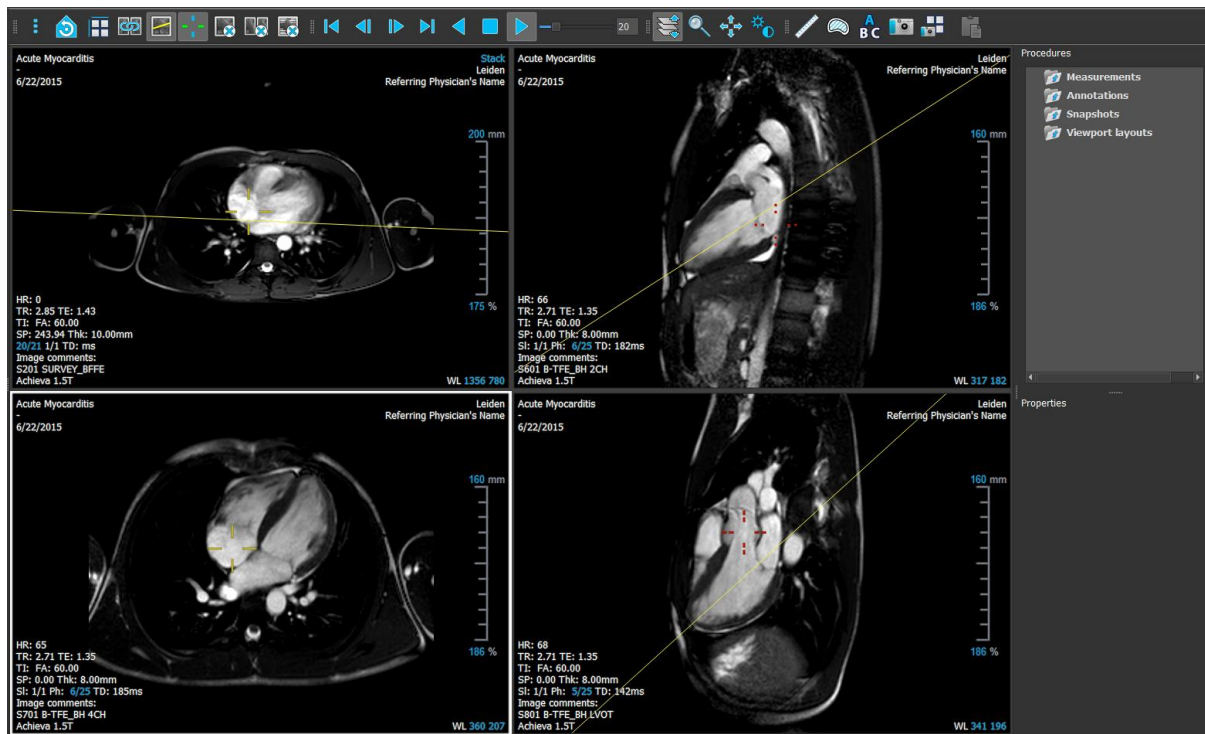 20
A
B C
Acute Myocarditis
-
6/22/2015
Stack
Leiden
Referring Physician's Name
200 mm
175 %
HR: 0
TR: 2.85 TE: 1.43
TI: FA: 60.00
SP: 243.94 Thk: 10.00mm
20/21 1/1 TD: ms
Image comments:
S201 SURVEY_BFFE
Achieva 1.5T
WL 1356 780
Acute Myocarditis
-
6/22/2015
Leiden
Referring Physician's Name
160 mm
186 %
HR: 66
TR: 2.71 TE: 1.35
TI: FA: 60.00
SP: 0.00 Thk: 8.00mm
Sl: 1/1 Ph: 6/25 TD: 182ms
Image comments:
S601 B-TFE_BH 2CH
Achieva 1.5T
WL 317 182
Procedures
Measurements
Annotations
Snapshots
Viewport layouts
Acute Myocarditis
-
6/22/2015
Leiden
Referring Physician's Name
160 mm
186 %
HR: 65
TR: 2.71 TE: 1.35
TI: FA: 60.00
SP: 0.00 Thk: 8.00mm
Sl: 1/1 Ph: 6/25 TD: 185ms
Image comments:
S701 B-TFE_BH 4CH
Achieva 1.5T
WL 360 207
Acute Myocarditis
-
6/22/2015
Leiden
Referring Physician's Name
160 mm
186 %
HR: 68
TR: 2.71 TE: 1.35
TI: FA: 60.00
SP: 0.00 Thk: 8.00mm
Sl: 1/1 Ph: 5/25 TD: 142ms
Image comments:
S801 B-TFE_BH LVOT
Achieva 1.5T
WL 341 196
Properties